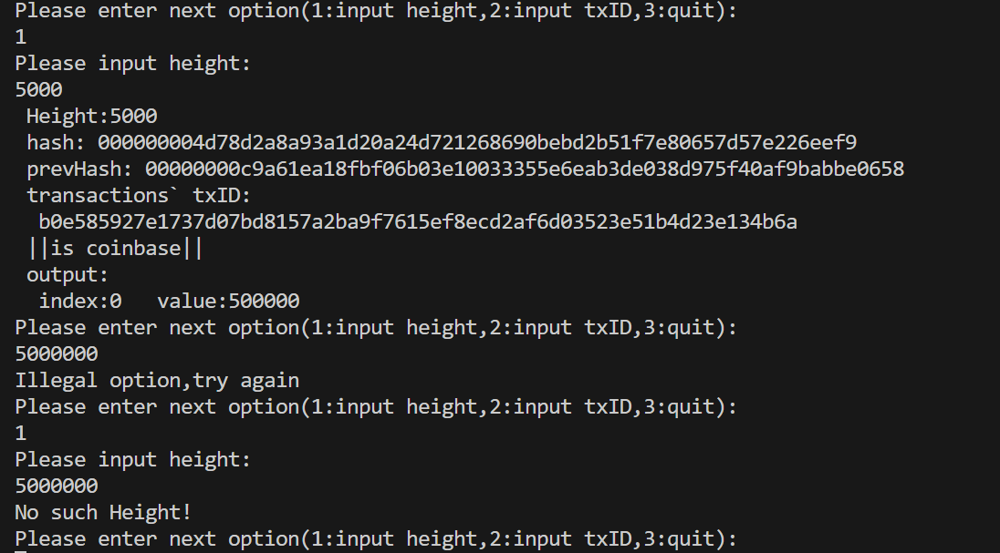 Please enter next option(1:input height,2:input txID,3:quit):
1
Please input height:
5000
Height:5000
hash: 000000004d78d2a8a93a1d20a24d721268690bebd2b51f7e80657d57e226eef9
prevHash: 00000000c9a61ea18fbf06b03e10033355e6eab3de038d975f40af9babbe0658
transactions` txID:
b0e585927e1737d07bd8157a2ba9f7615ef8ecd2af6d03523e51b4d23e134b6a
||is coinbase||
output:
index:0   value:500000
Please enter next option(1:input height,2:input txID,3:quit):
5000000
Illegal option,try again
Please enter next option(1:input height,2:input txID,3:quit):
1
Please input height:
5000000
No such Height!
Please enter next option(1:input height,2:input txID,3:quit):